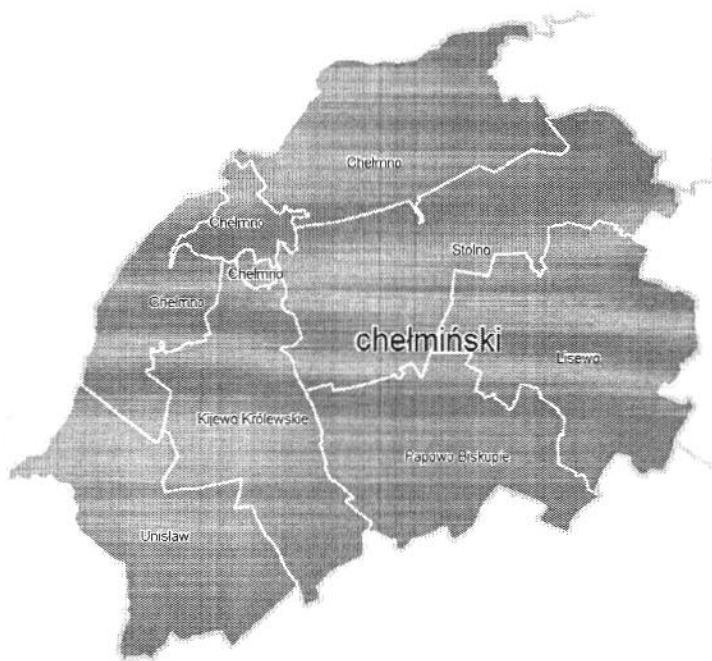 Chełmno
Chełmno
Stolno
Chełmno
Chełmno
chełmiński
Lisewo
Kijewo Królewskie
Papowo Biskupie
Unisław